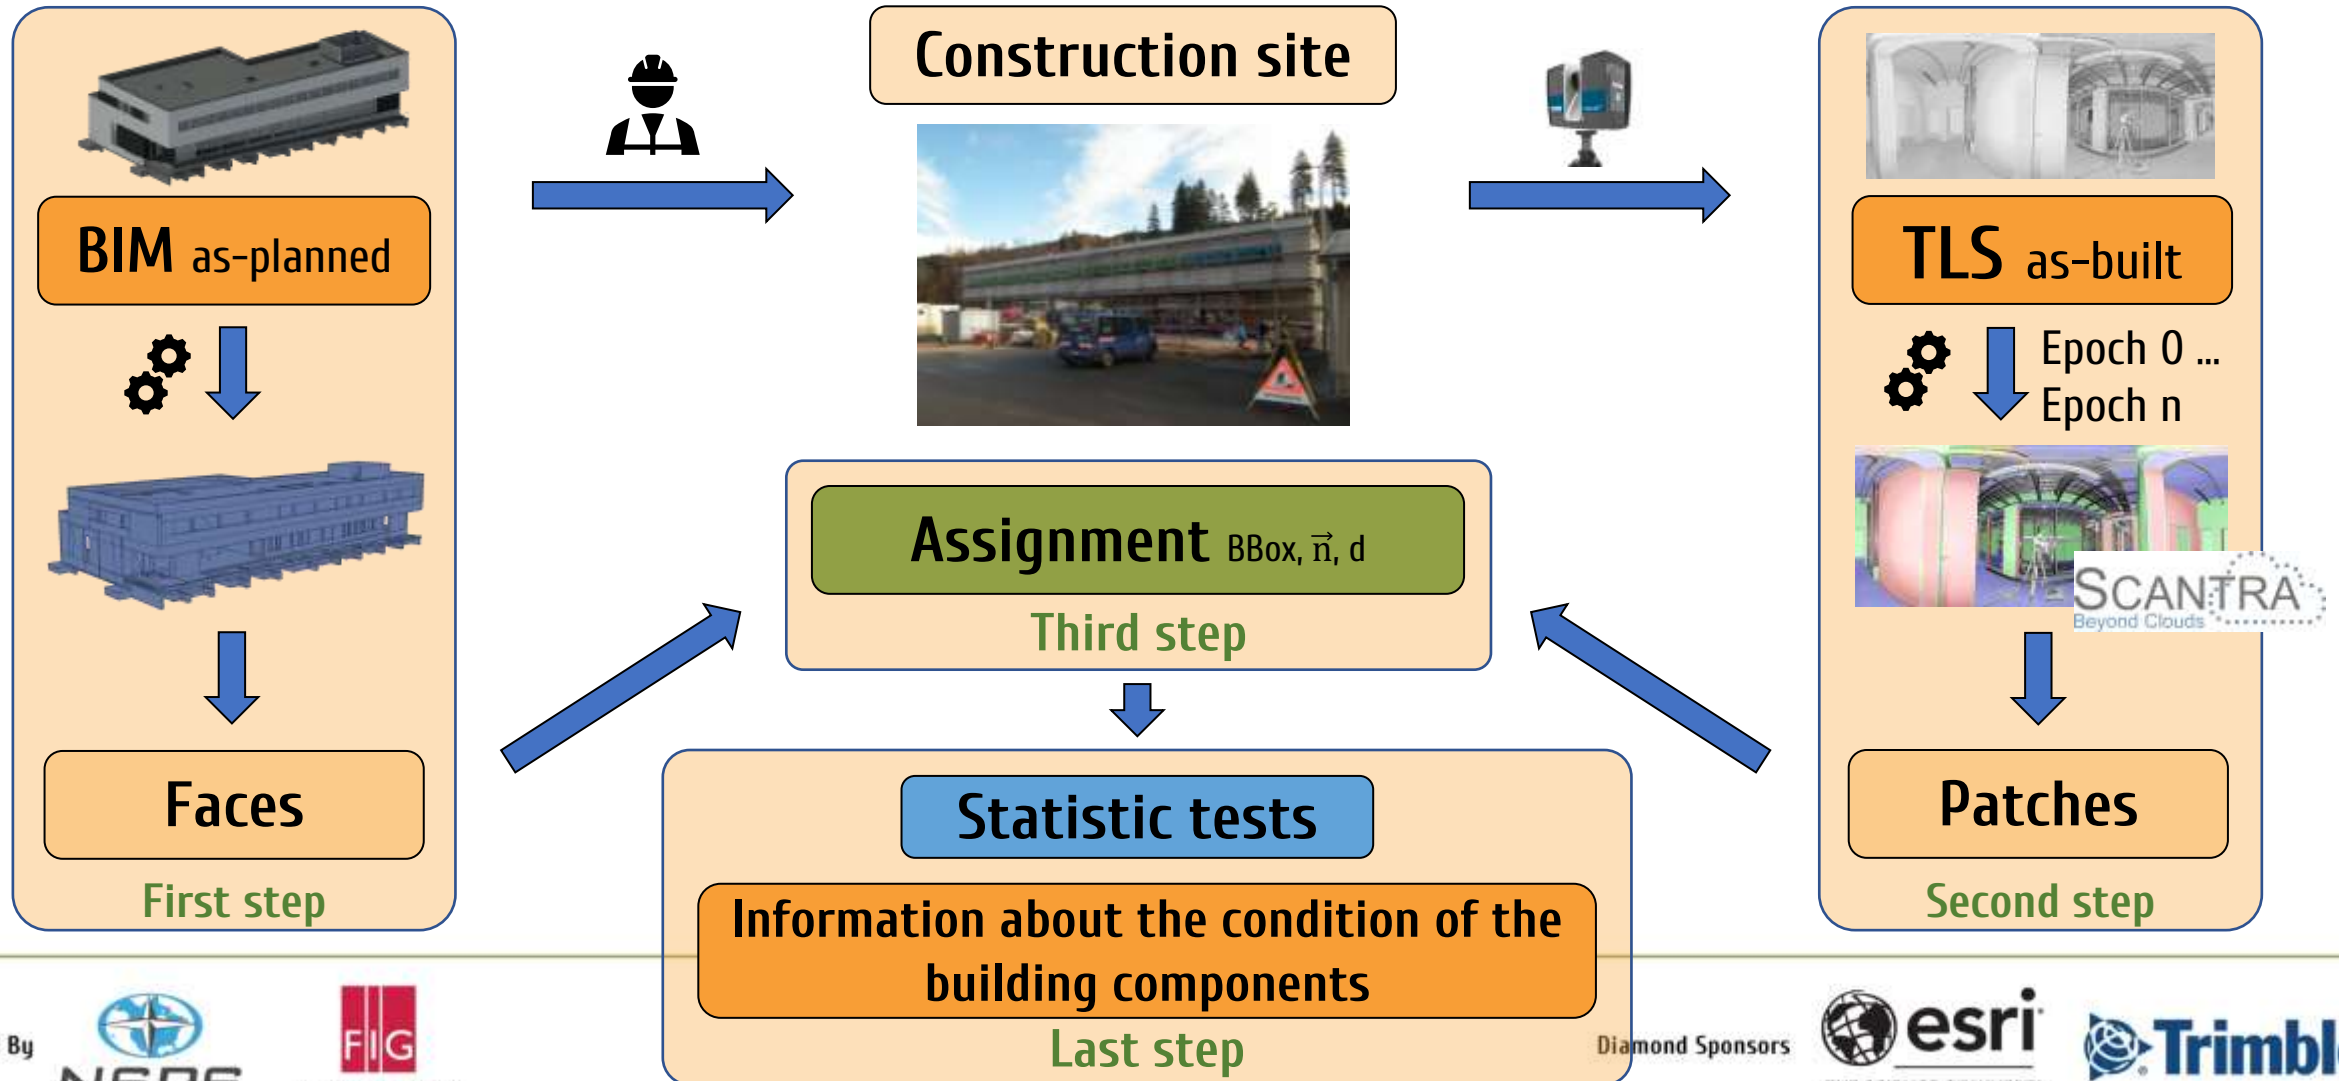 Construction site
BIM as-planned
TLS as-built
Epoch 0 ...
Epoch n
Assignment BBox, n⃗, d
Third step
SCANTRA
Beyond Clouds
Faces
First step
Statistic tests
Information about the condition of the
building components
Last step
Patches
Second step
By
FIG
Diamond Sponsors
esri
Trimble